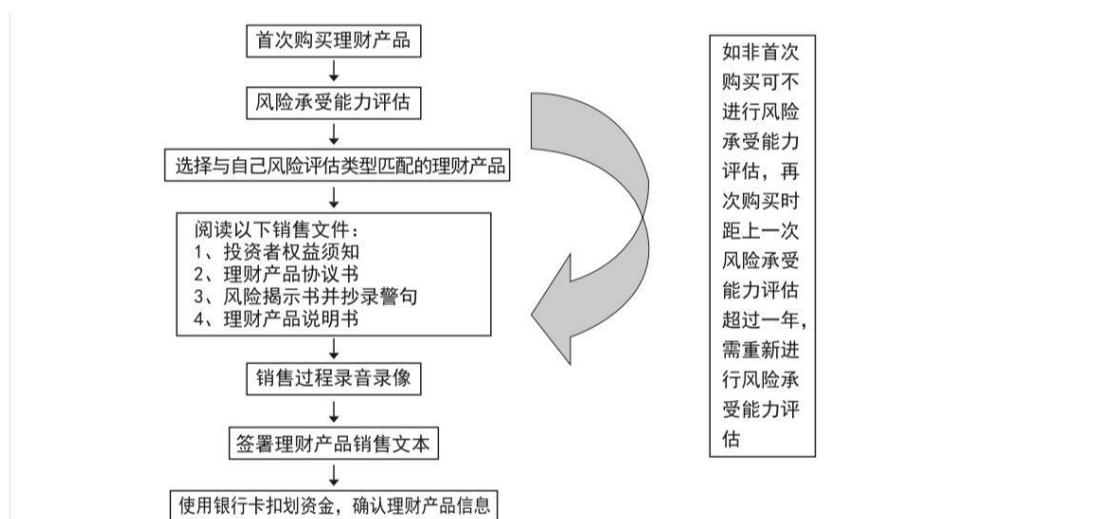 首次购买理财产品
风险承受能力评估
选择与自己风险评估类型匹配的理财产品
阅读以下销售文件：
1、投资者权益须知
2、理财产品协议书
3、风险揭示书并抄录警句
4、理财产品说明书
销售过程录音录像
签署理财产品销售文本
使用银行卡扣划资金，确认理财产品信息
如非首次
购买可不
进行风险
承受能力
评估，再
次购买时
距上一次
风险承受
能力评估
超过一年，
需重新进
行风险承
受能力评
估